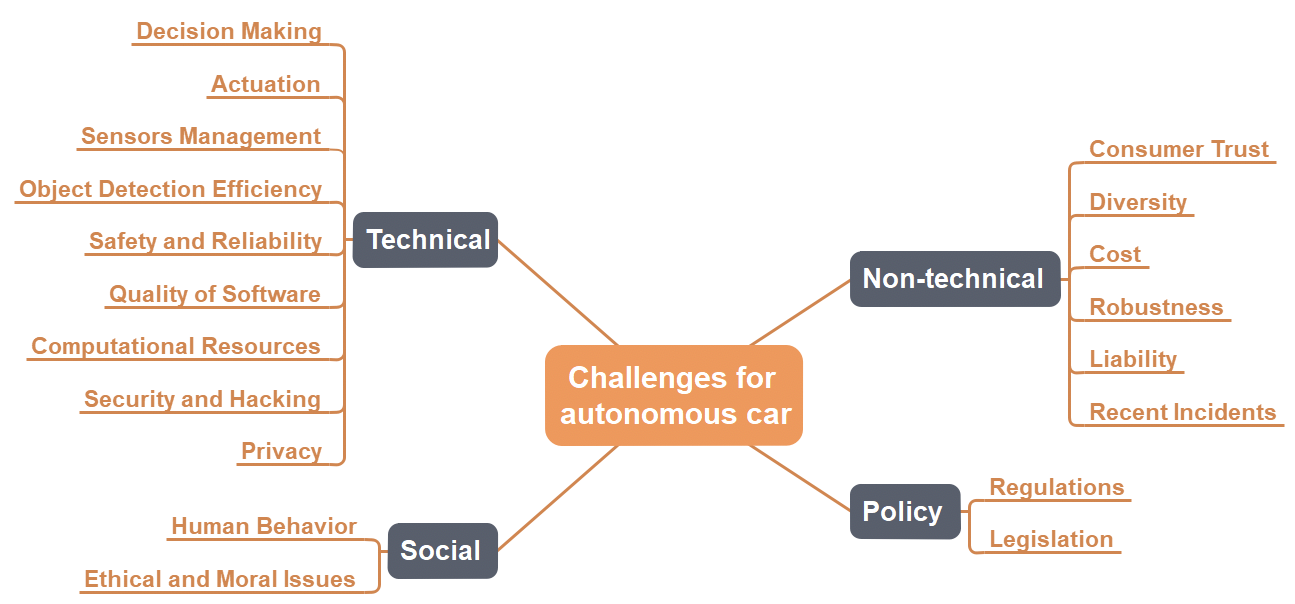 Decision Making
Actuation
Sensors Management
Object Detection Efficiency
Safety and Reliability
Quality of Software
Computational Resources
Security and Hacking
Privacy
Technical
Human Behavior
Ethical and Moral Issues
Social
Challenges for
autonomous car
Non-technical
Consumer Trust
Diversity
Cost
Robustness
Liability
Recent Incidents
Policy
Regulations
Legislation